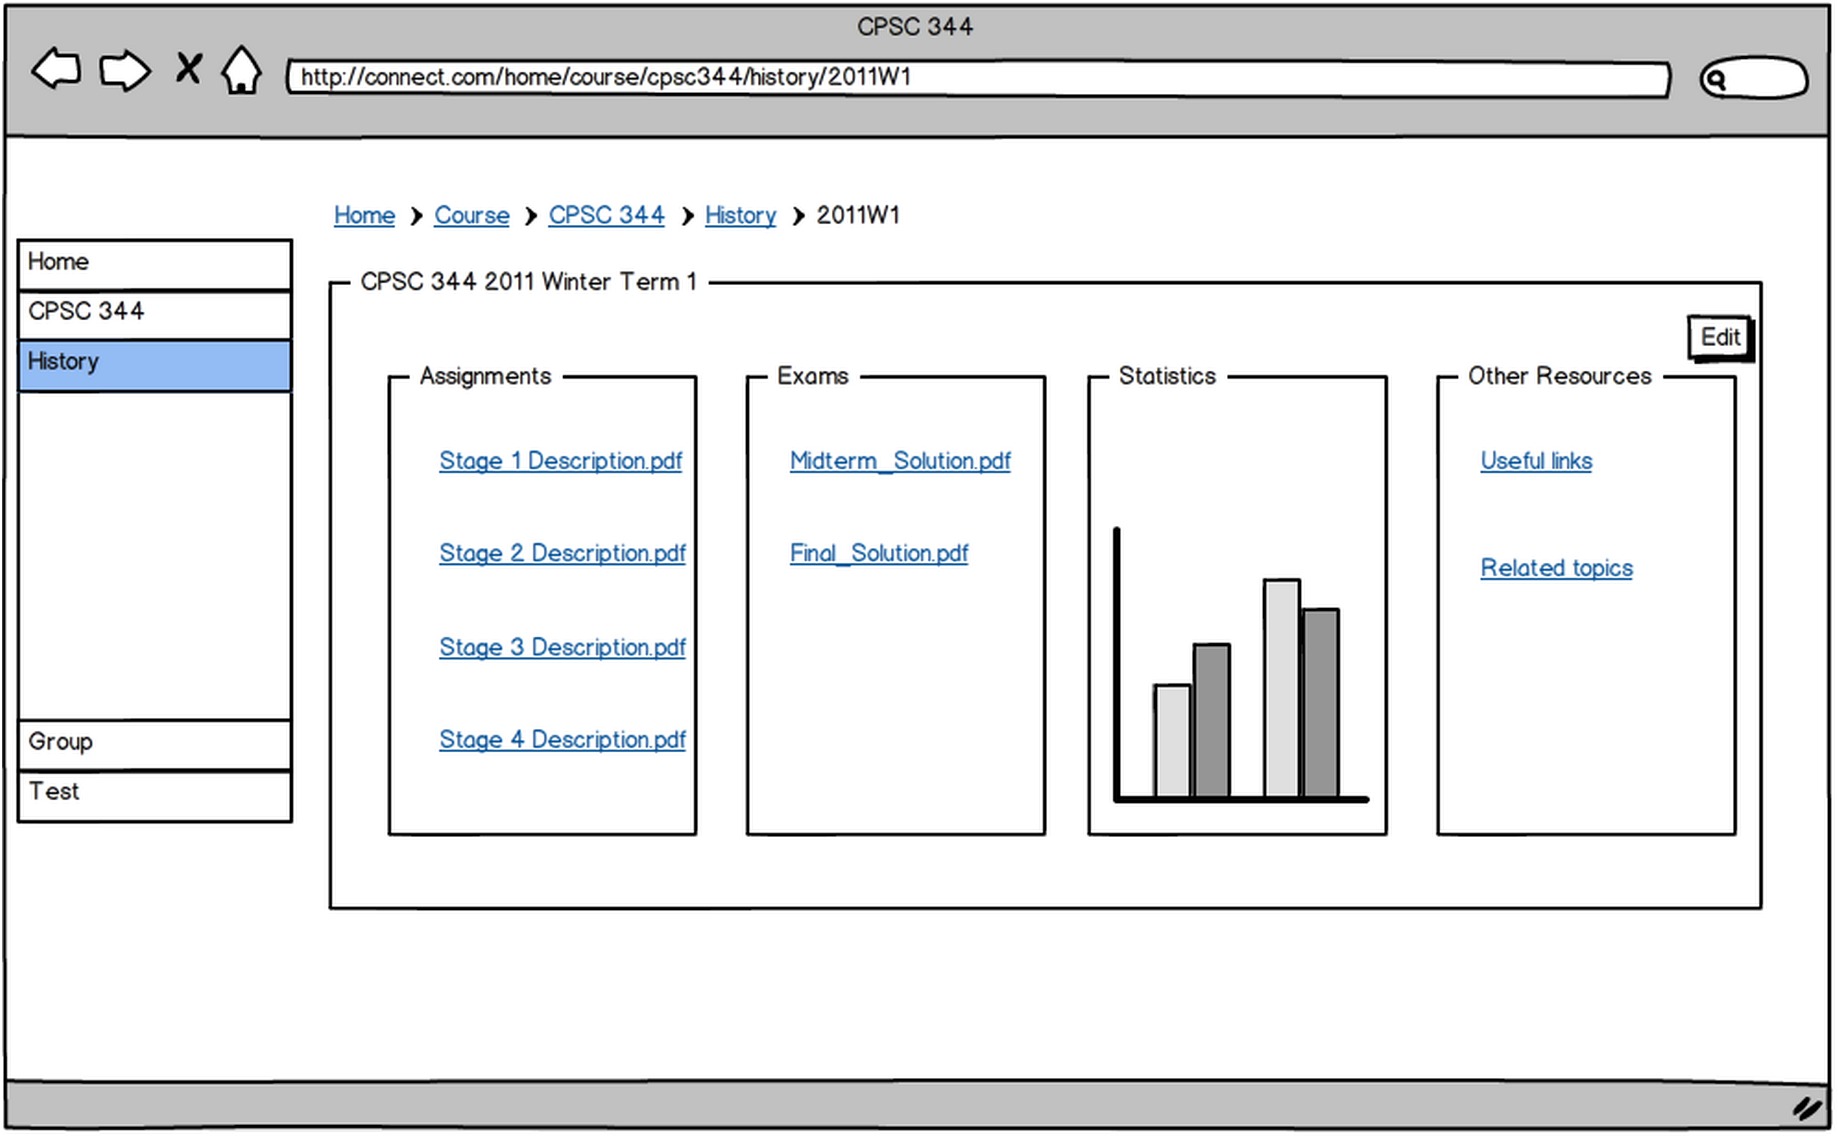 CPSC 344
http://connect.com/home/course/cpsc344/history/2011W1
Home > Course > CPSC 344 > History > 2011W1
Home
CPSC 344
History
Group
Test
CPSC 344 2011 Winter Term 1
Edit
Assignments
Stage 1 Description.pdf
Stage 2 Description.pdf
Stage 3 Description.pdf
Stage 4 Description.pdf
Exams
Midterm_Solution.pdf
Final_Solution.pdf
Statistics
Other Resources
Useful links
Related topics